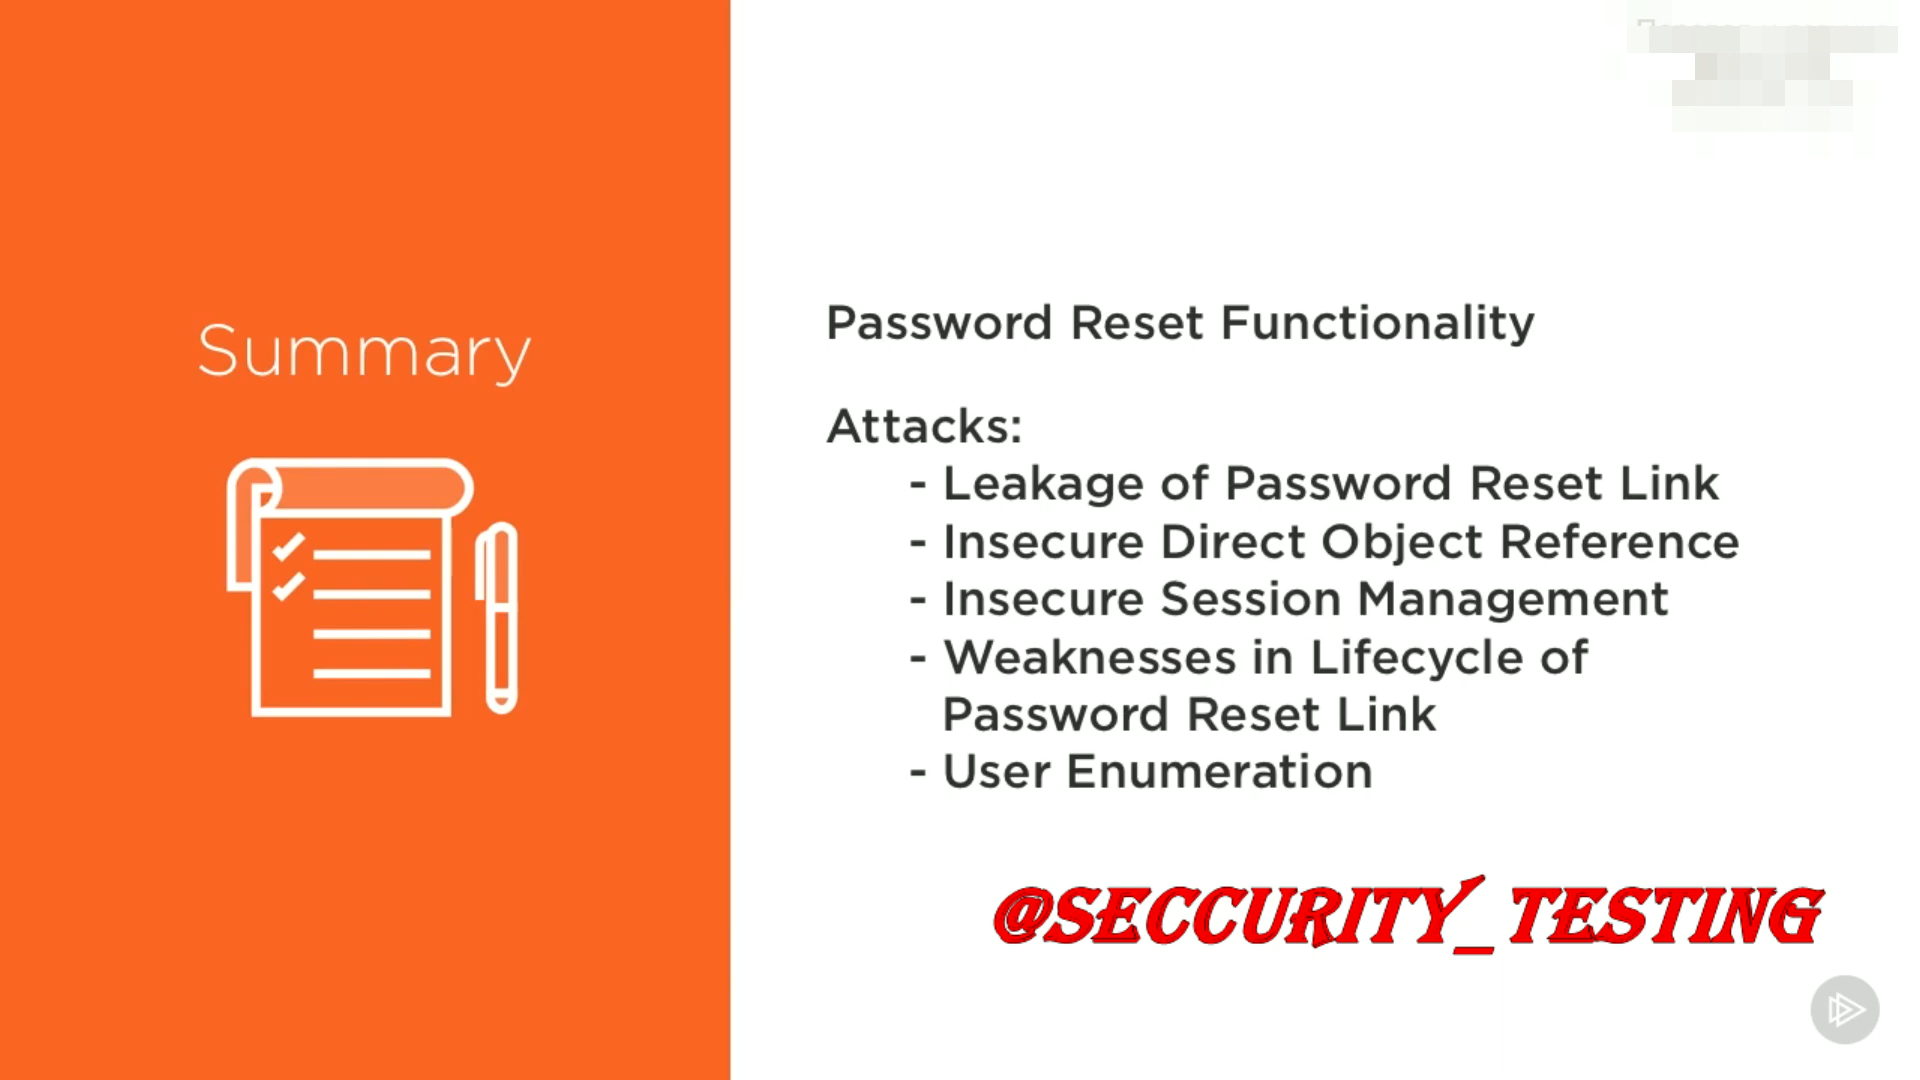 Summary
Password Reset Functionality
Attacks:
- Leakage of Password Reset Link
- Insecure Direct Object Reference
- Insecure Session Management
- Weaknesses in Lifecycle of
Password Reset Link
- User Enumeration
@SECCURITY_TESTING